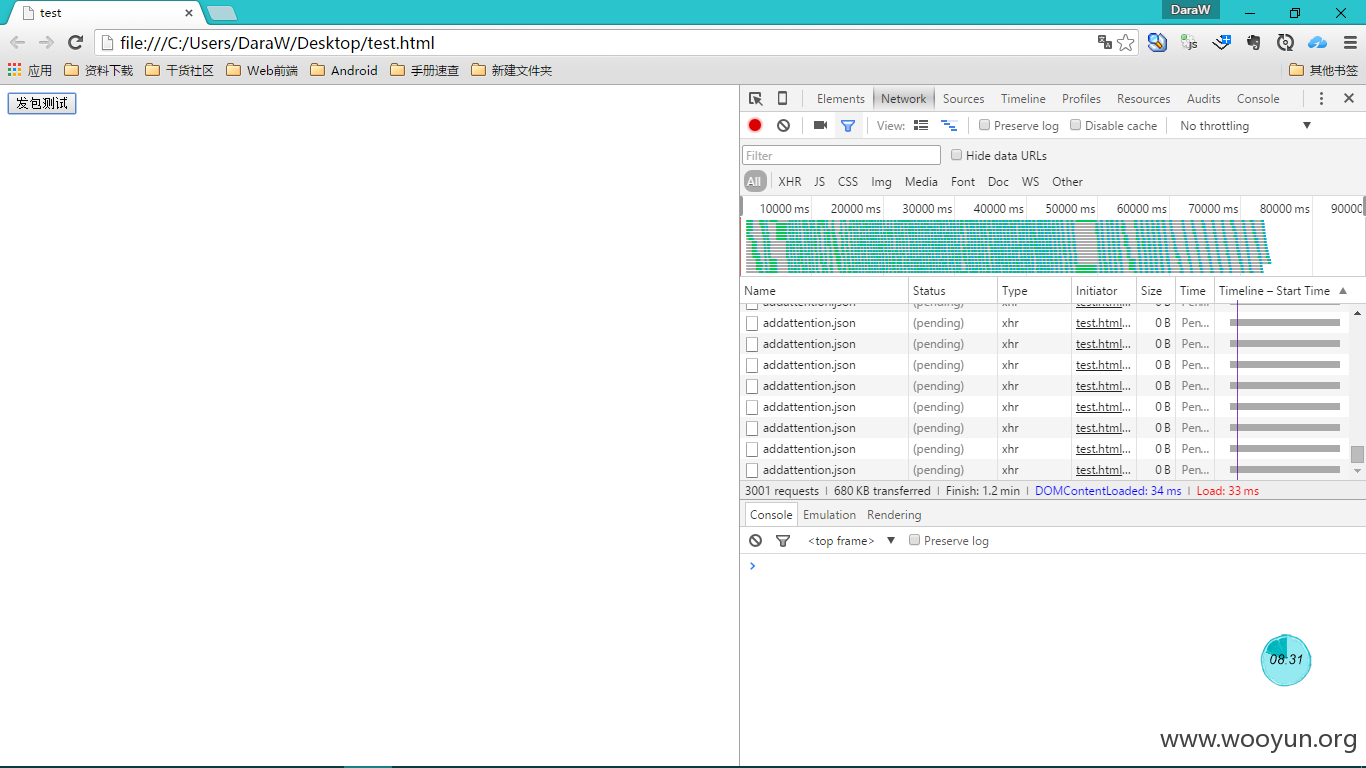 test
DaraW
file:///C:/Users/DaraW/Desktop/test.html
应用 资料下载 干货社区 Web前端 Android 手册速查 新建文件夹 其他书签
发包测试
Elements Network Sources Timeline Profiles Resources Audits Console
View: Preserve log Disable cache No throttling
Filter Hide data URLs
All XHR JS CSS Img Media Font Doc WS Other
10000 ms 20000 ms 30000 ms 40000 ms 50000 ms 60000 ms 70000 ms 80000 ms 90000
Name Status Type Initiator Size Time Timeline – Start Time
addattention.json (pending) xhr test.html... 0 B Pen...
addattention.json (pending) xhr test.html... 0 B Pen...
addattention.json (pending) xhr test.html... 0 B Pen...
addattention.json (pending) xhr test.html... 0 B Pen...
addattention.json (pending) xhr test.html... 0 B Pen...
addattention.json (pending) xhr test.html... 0 B Pen...
addattention.json (pending) xhr test.html... 0 B Pen...
addattention.json (pending) xhr test.html... 0 B Pen...
addattention.json (pending) xhr test.html... 0 B Pen...
3001 requests | 680 KB transferred | Finish: 1.2 min | DOMContentLoaded: 34 ms | Load: 33 ms
Console Emulation Rendering
<top frame> Preserve log
08:31
www.wooyun.org